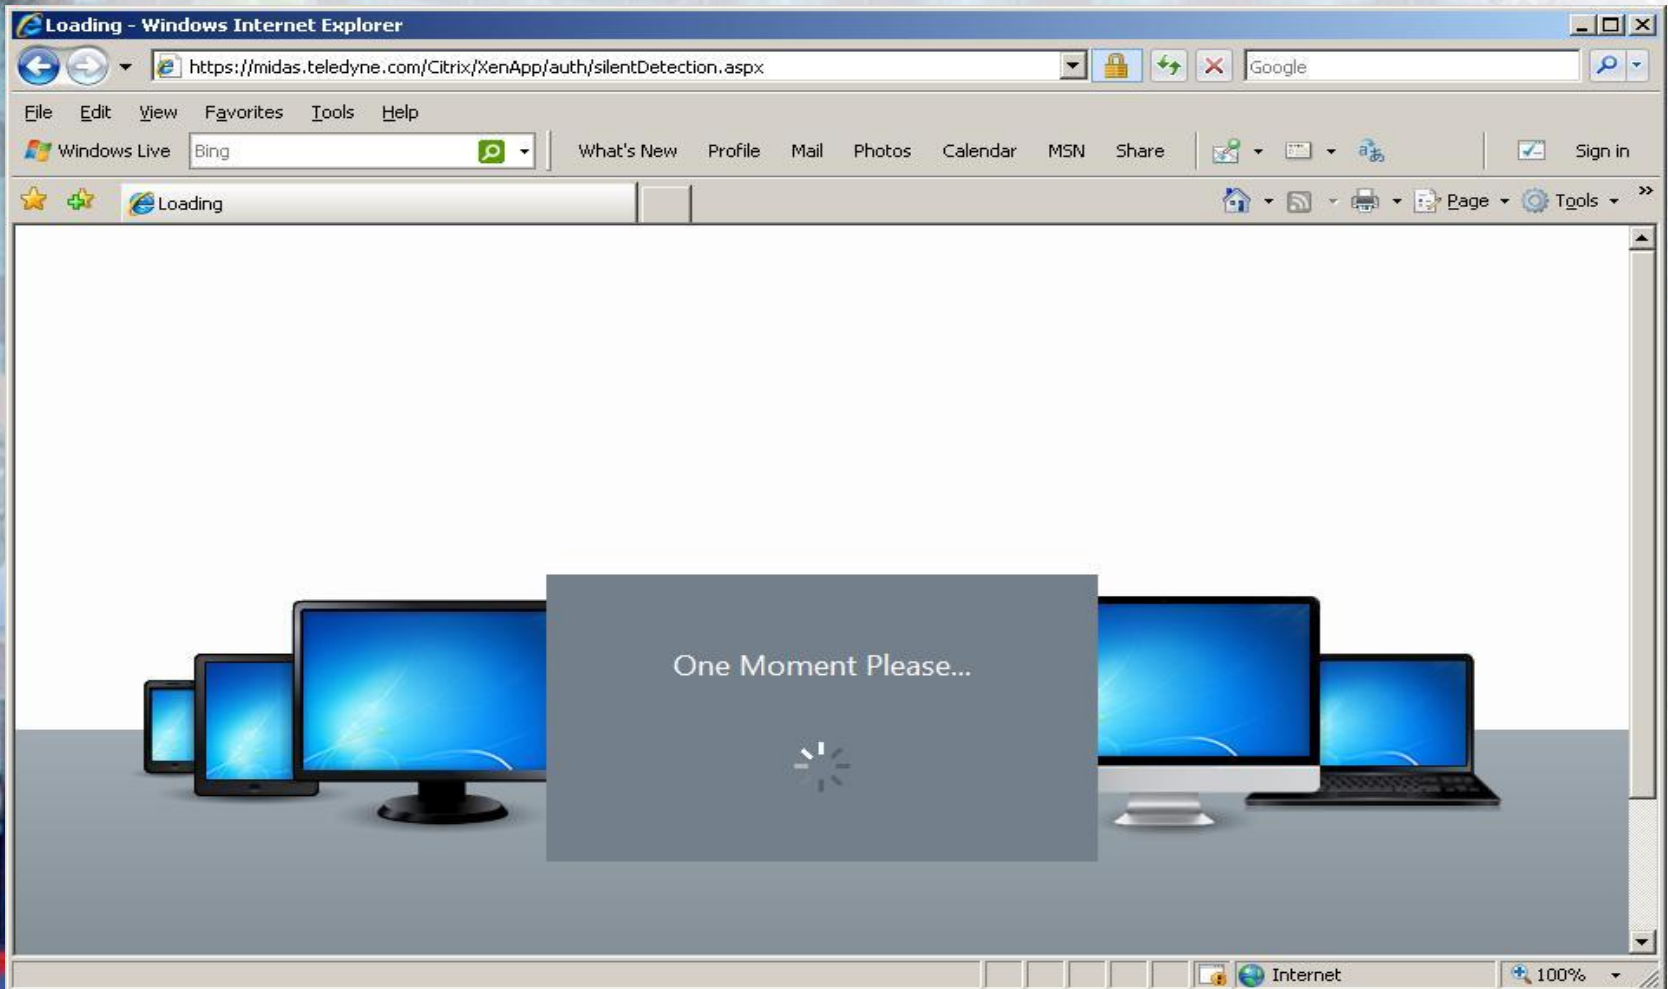 Loading - Windows Internet Explorer
https://midas.teledyne.com/Citrix/XenApp/auth/silentDetection.aspx
Google
File Edit View Favorites Tools Help
Windows Live Bing What's New Profile Mail Photos Calendar MSN Share Sign in
Loading Page Tools »
One Moment Please...
Internet 100%